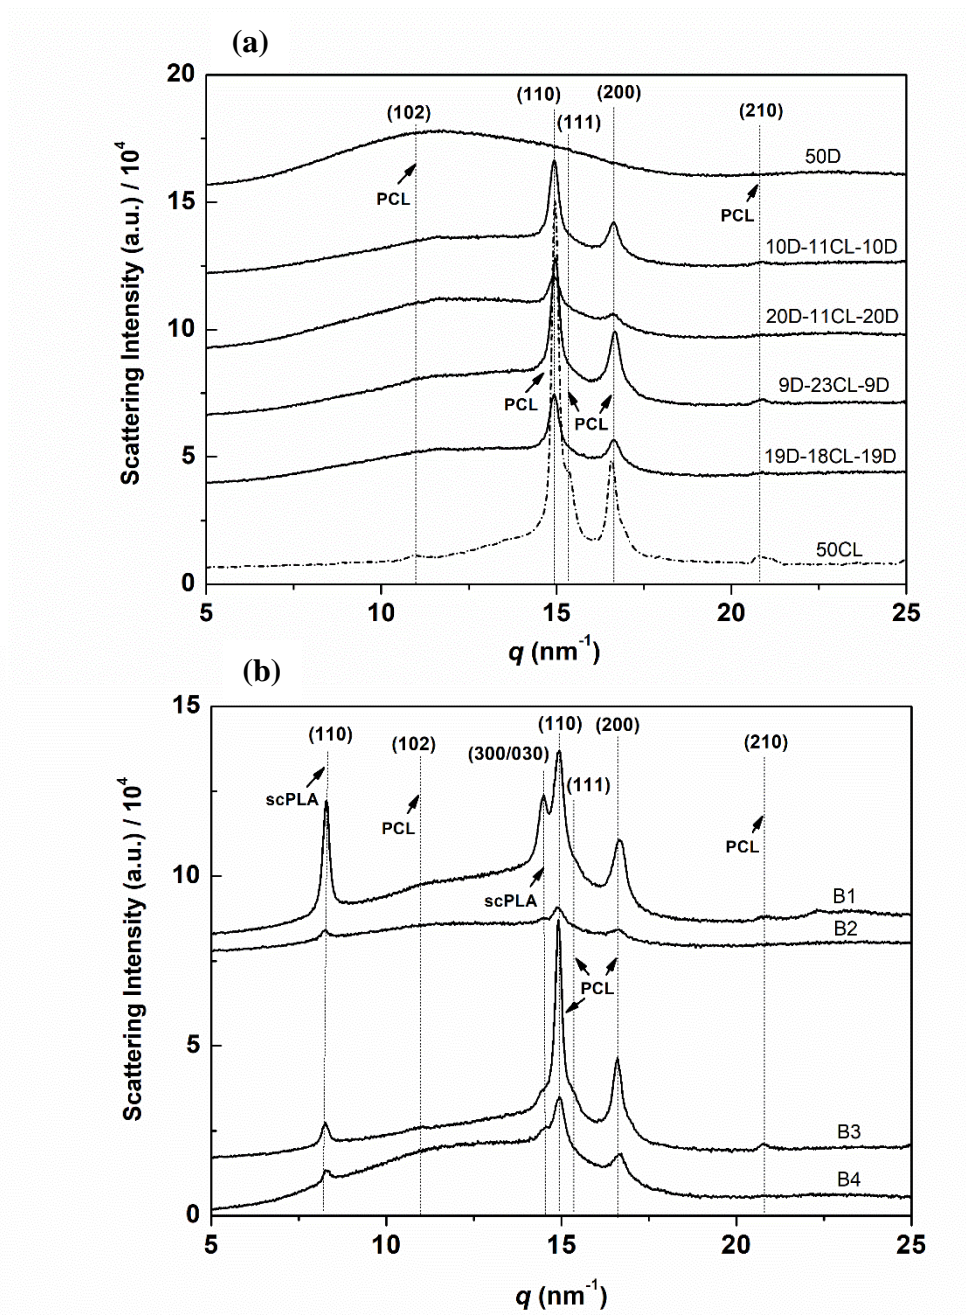 (a)
20
15
10
5
0
Scattering Intensity (a.u.) / 10⁴
(102)
(110)
(111)
(200)
(210)
PCL
PCL
50D
10D-11CL-10D
20D-11CL-20D
9D-23CL-9D
PCL
PCL
19D-18CL-19D
50CL
5
10
15
20
25
q (nm⁻¹)
(b)
15
10
5
0
Scattering Intensity (a.u.) / 10⁴
(110)
(102)
(300/030)
(110)
(111)
(200)
(210)
scPLA
PCL
PCL
scPLA
B1
B2
PCL
B3
B4
5
10
15
20
25
q (nm⁻¹)